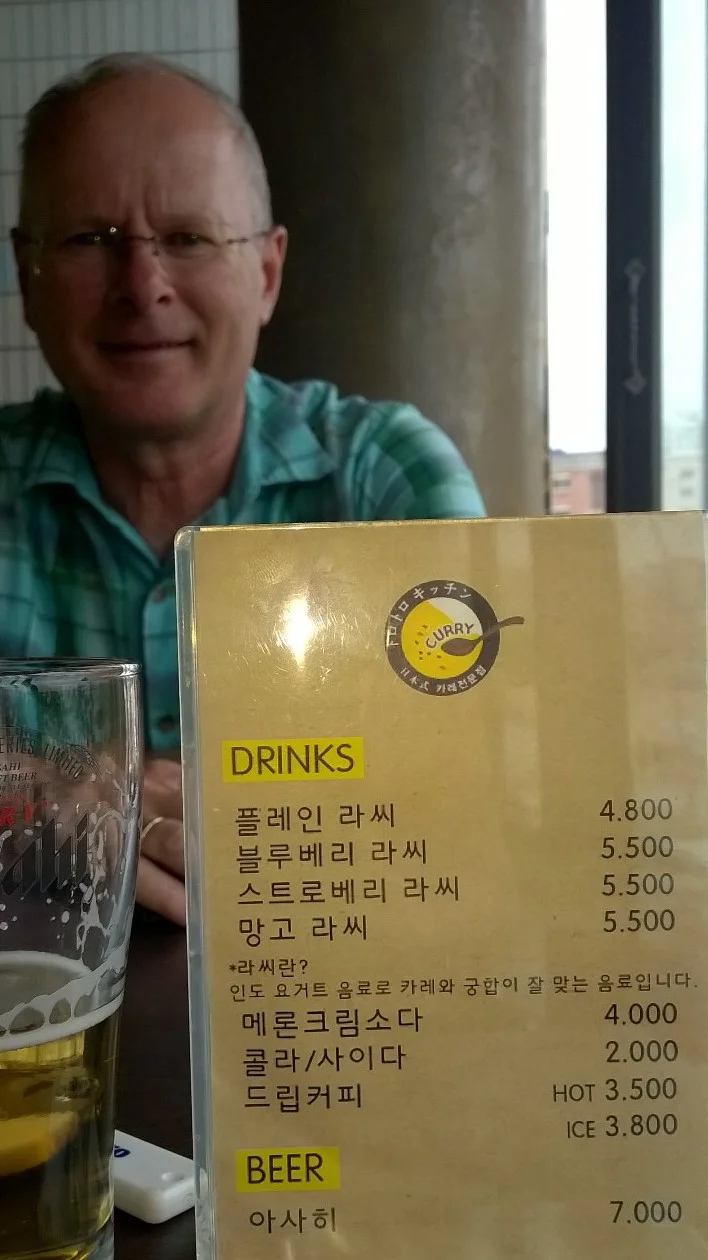 トロトロ キッチン
CURRY
日本式 카레전문점
DRINKS
플레인 라씨 4.800
블루베리 라씨 5.500
스트로베리 라씨 5.500
망고 라씨 5.500
*라씨란?
인도 요거트 음료로 카레와 궁합이 잘 맞는 음료입니다.
메론크림소다 4.000
콜라/사이다 2.000
드립커피 HOT 3.500
ICE 3.800
BEER
아사히 7.000
LIMITED